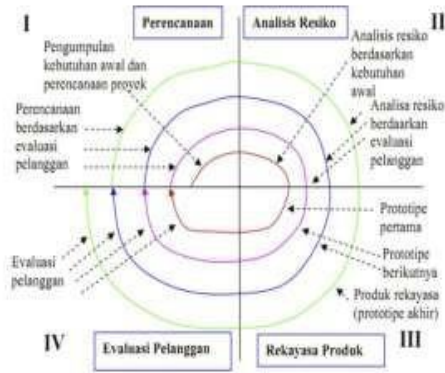 I
Perencanaan
Analisis Resiko
II
Pengumpulan
kebutuhan awal dan
perencanaan proyek
Analisis resiko
berdasarkan
kebutuhan
awal
Perencanaan
berdasarkan
evaluasi
pelanggan
Analisa resiko
berdaarkan
evaluasi
pelanggan
Prototipe
pertama
Evaluasi
pelanggan
Prototipe
berikutnya
Produk rekayasa
(prototipe akhir)
IV
Evaluasi Pelanggan
Rekayasa Produk
III